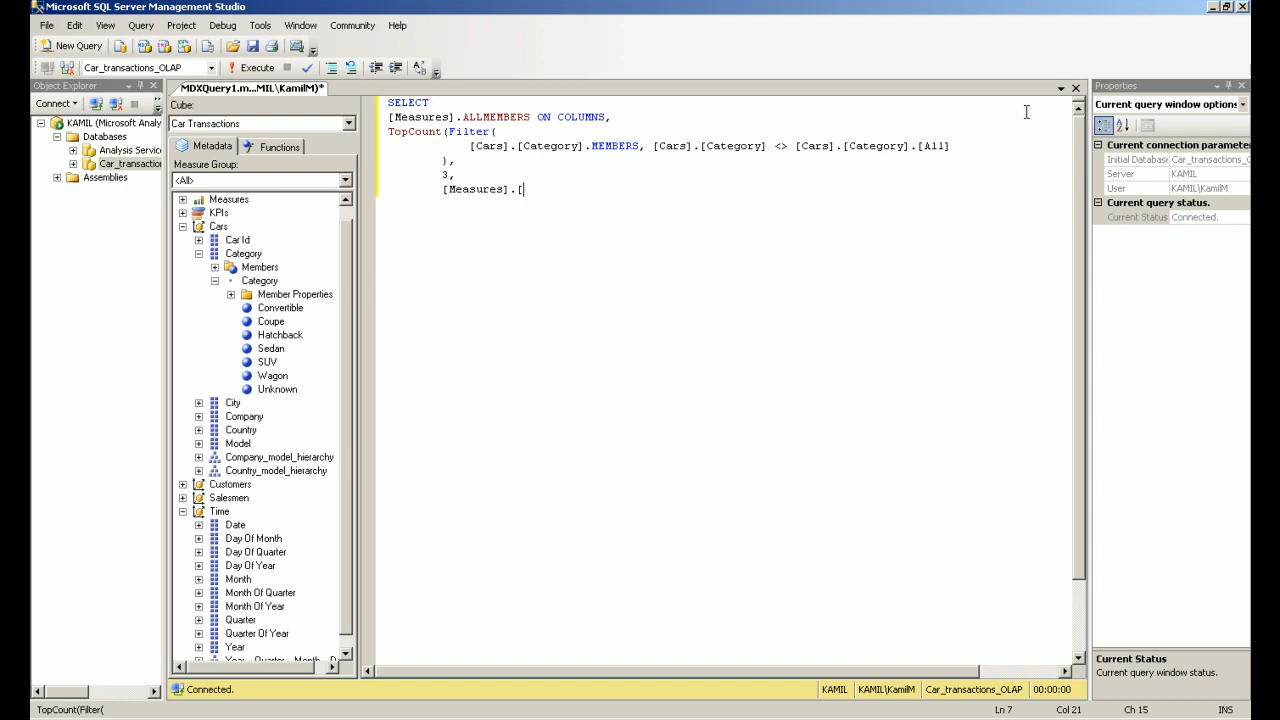 Microsoft SQL Server Management Studio
File Edit View Query Project Debug Tools Window Community Help
New Query
Car_transactions_OLAP Execute
Object Explorer
Connect
KAMIL (Microsoft Analy
Databases
Analysis Service
Car_transactio
Assemblies
MDXQuery1.m...MIL\KamilM)*
Cube:
Car Transactions
Metadata Functions
Measure Group:
<All>
Measures
KPIs
Cars
Car Id
Category
Members
Category
Member Properties
Convertible
Coupe
Hatchback
Sedan
SUV
Wagon
Unknown
City
Company
Country
Model
Company_model_hierarchy
Country_model_hierarchy
Customers
Salesmen
Time
Date
Day Of Month
Day Of Quarter
Day Of Year
Month
Month Of Quarter
Month Of Year
Quarter
Quarter Of Year
Year
SELECT
[Measures].ALLMEMBERS ON COLUMNS,
TopCount(Filter(
[Cars].[Category].MEMBERS, [Cars].[Category] <> [Cars].[Category].[All]
),
3,
[Measures].[
Properties
Current query window options
Current connection parameter
Initial Database Car_transactions_O
Server KAMIL
User KAMIL\KamilM
Current query status.
Current Status Connected.
Current Status
Current query window status.
Connected. KAMIL KAMIL\KamilM Car_transactions_OLAP 00:00:00
TopCount(Filter( Ln 7 Col 21 Ch 15 INS